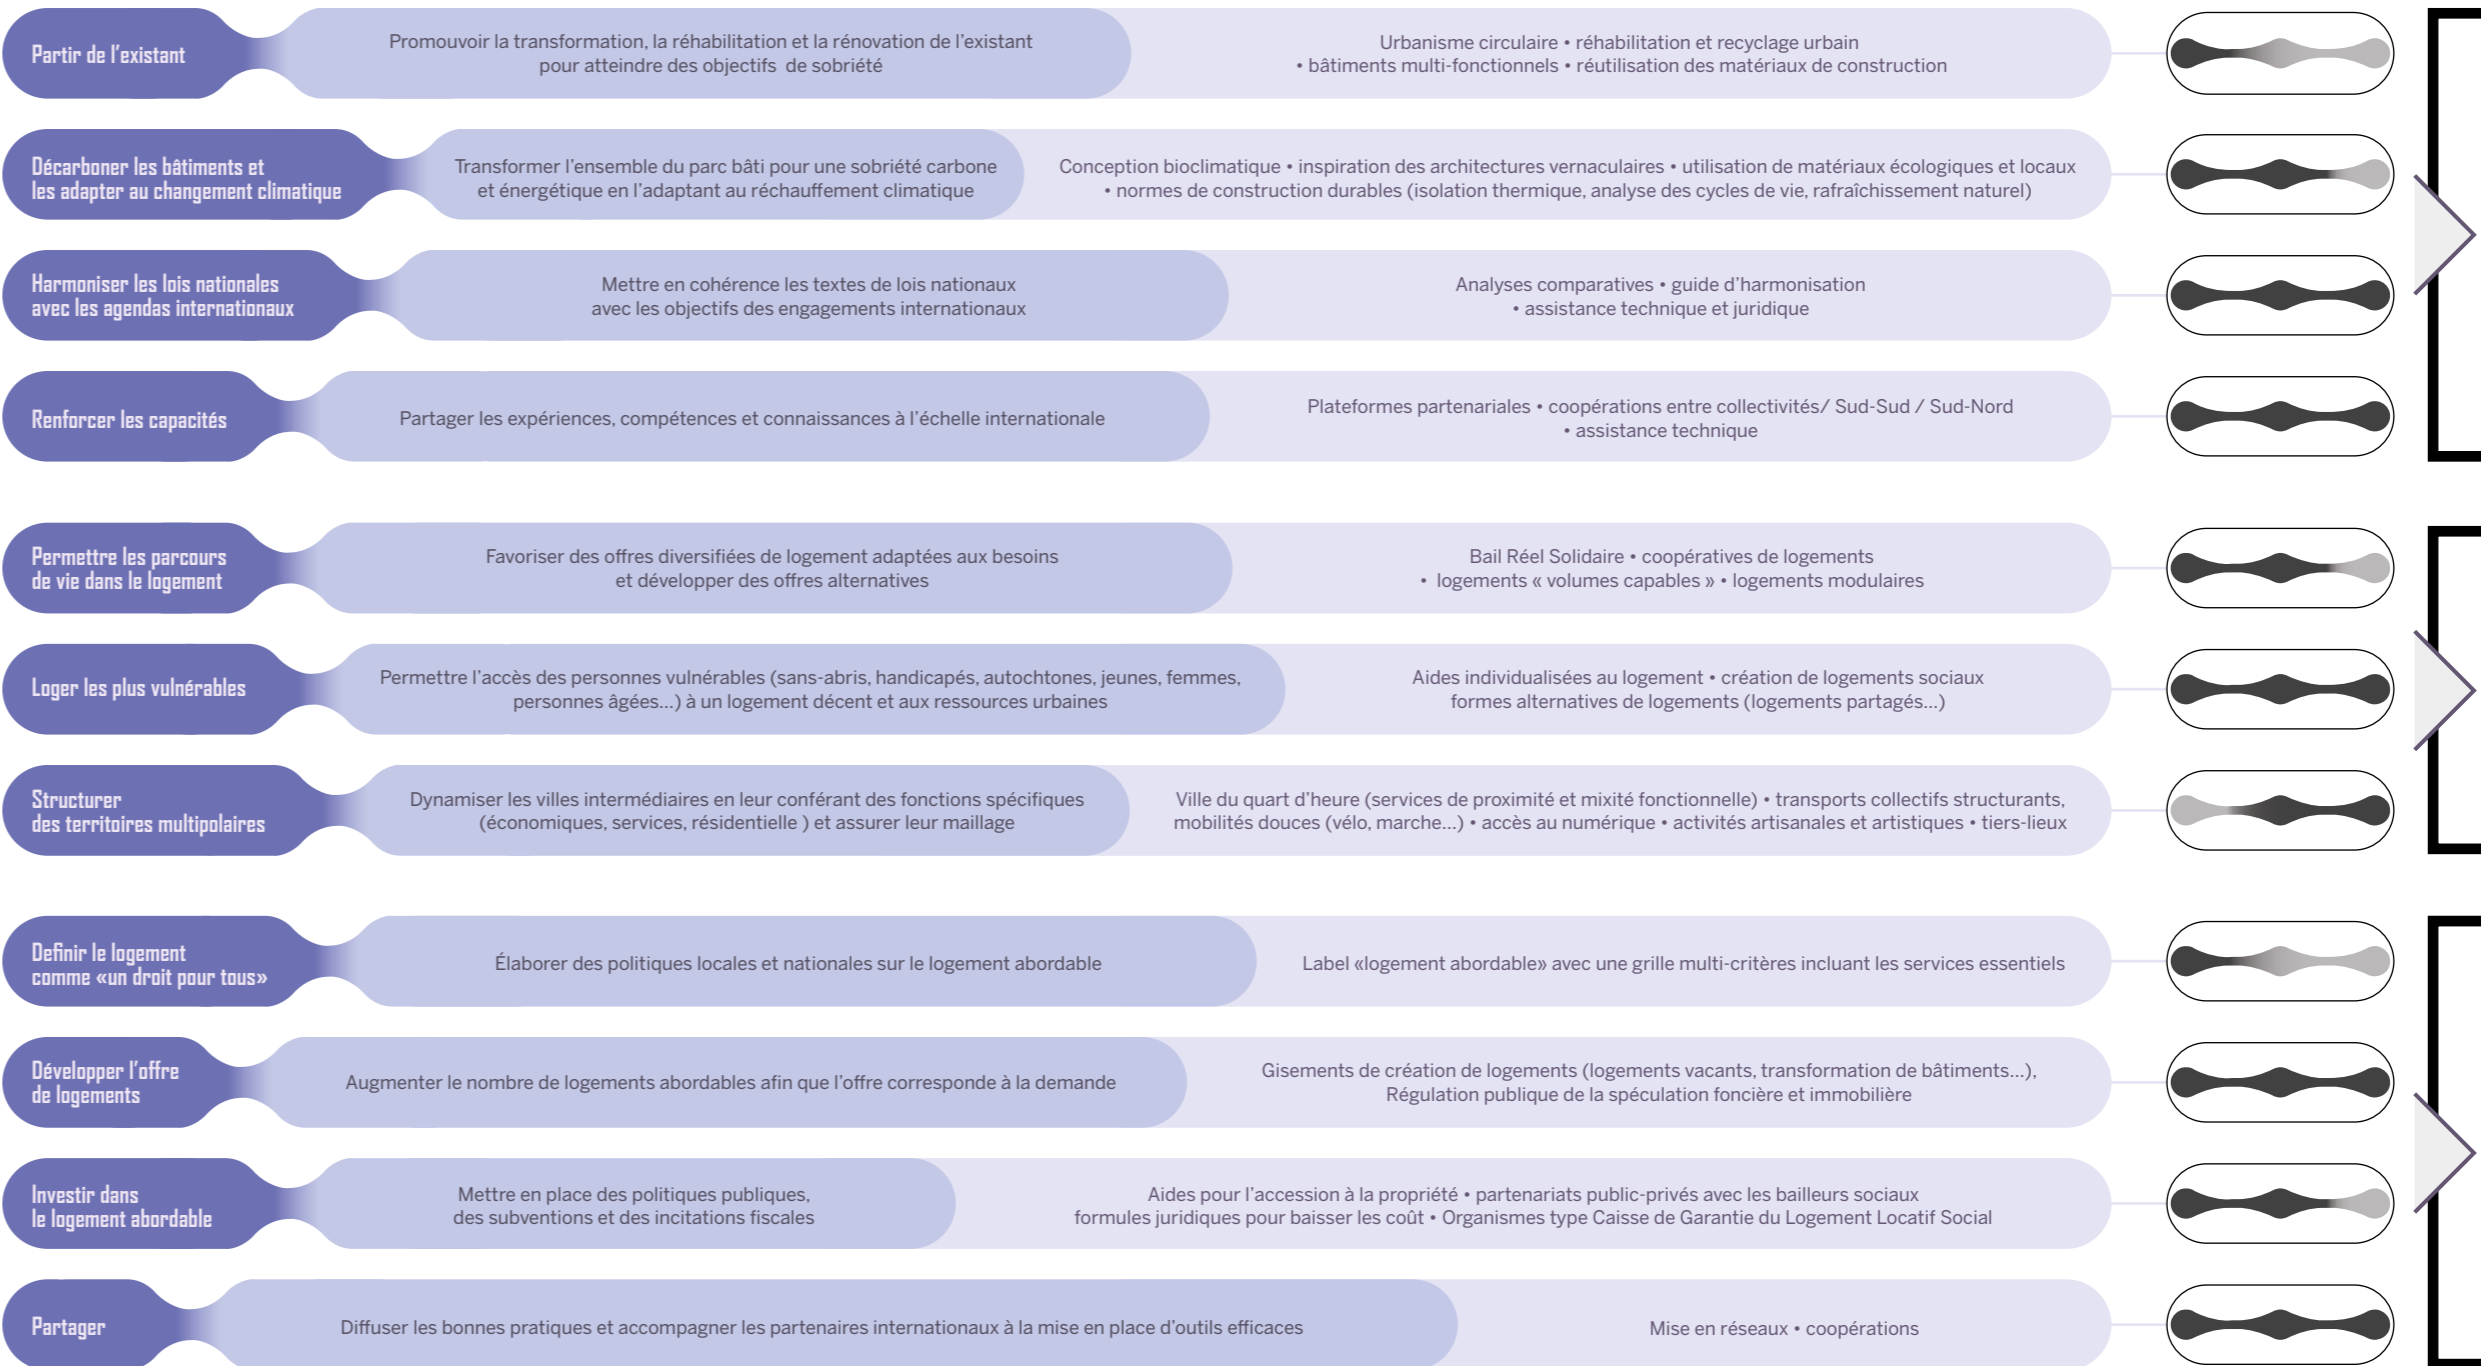 Partir de l'existant
Promouvoir la transformation, la réhabilitation et la rénovation de l'existant
pour atteindre des objectifs de sobriété
Urbanisme circulaire • réhabilitation et recyclage urbain
• bâtiments multi-fonctionnels • réutilisation des matériaux de construction
Décarboner les bâtiments et
les adapter au changement climatique
Transformer l'ensemble du parc bâti pour une sobriété carbone
et énergétique en l'adaptant au réchauffement climatique
Conception bioclimatique • inspiration des architectures vernaculaires • utilisation de matériaux écologiques et locaux
• normes de construction durables (isolation thermique, analyse des cycles de vie, rafraîchissement naturel)
Harmoniser les lois nationales
avec les agendas internationaux
Mettre en cohérence les textes de lois nationaux
avec les objectifs des engagements internationaux
Analyses comparatives • guide d'harmonisation
• assistance technique et juridique
Renforcer les capacités
Partager les expériences, compétences et connaissances à l'échelle internationale
Plateformes partenariales • coopérations entre collectivités/ Sud-Sud / Sud-Nord
• assistance technique
Permettre les parcours
de vie dans le logement
Favoriser des offres diversifiées de logement adaptées aux besoins
et développer des offres alternatives
Bail Réel Solidaire • coopératives de logements
• logements « volumes capables » • logements modulaires
Loger les plus vulnérables
Permettre l'accès des personnes vulnérables (sans-abris, handicapés, autochtones, jeunes, femmes,
personnes âgées...) à un logement décent et aux ressources urbaines
Aides individualisées au logement • création de logements sociaux
formes alternatives de logements (logements partagés...)
Structurer
des territoires multipolaires
Dynamiser les villes intermédiaires en leur conférant des fonctions spécifiques
(économiques, services, résidentielle ) et assurer leur maillage
Ville du quart d'heure (services de proximité et mixité fonctionnelle) • transports collectifs structurants,
mobilités douces (vélo, marche...) • accès au numérique • activités artisanales et artistiques • tiers-lieux
Definir le logement
comme «un droit pour tous»
Élaborer des politiques locales et nationales sur le logement abordable
Label «logement abordable» avec une grille multi-critères incluant les services essentiels
Développer l'offre
de logements
Augmenter le nombre de logements abordables afin que l'offre corresponde à la demande
Gisements de création de logements (logements vacants, transformation de bâtiments...),
Régulation publique de la spéculation foncière et immobilière
Investir dans
le logement abordable
Mettre en place des politiques publiques,
des subventions et des incitations fiscales
Aides pour l'accession à la propriété • partenariats public-privés avec les bailleurs sociaux
formules juridiques pour baisser les coût • Organismes type Caisse de Garantie du Logement Locatif Social
Partager
Diffuser les bonnes pratiques et accompagner les partenaires internationaux à la mise en place d'outils efficaces
Mise en réseaux • coopérations